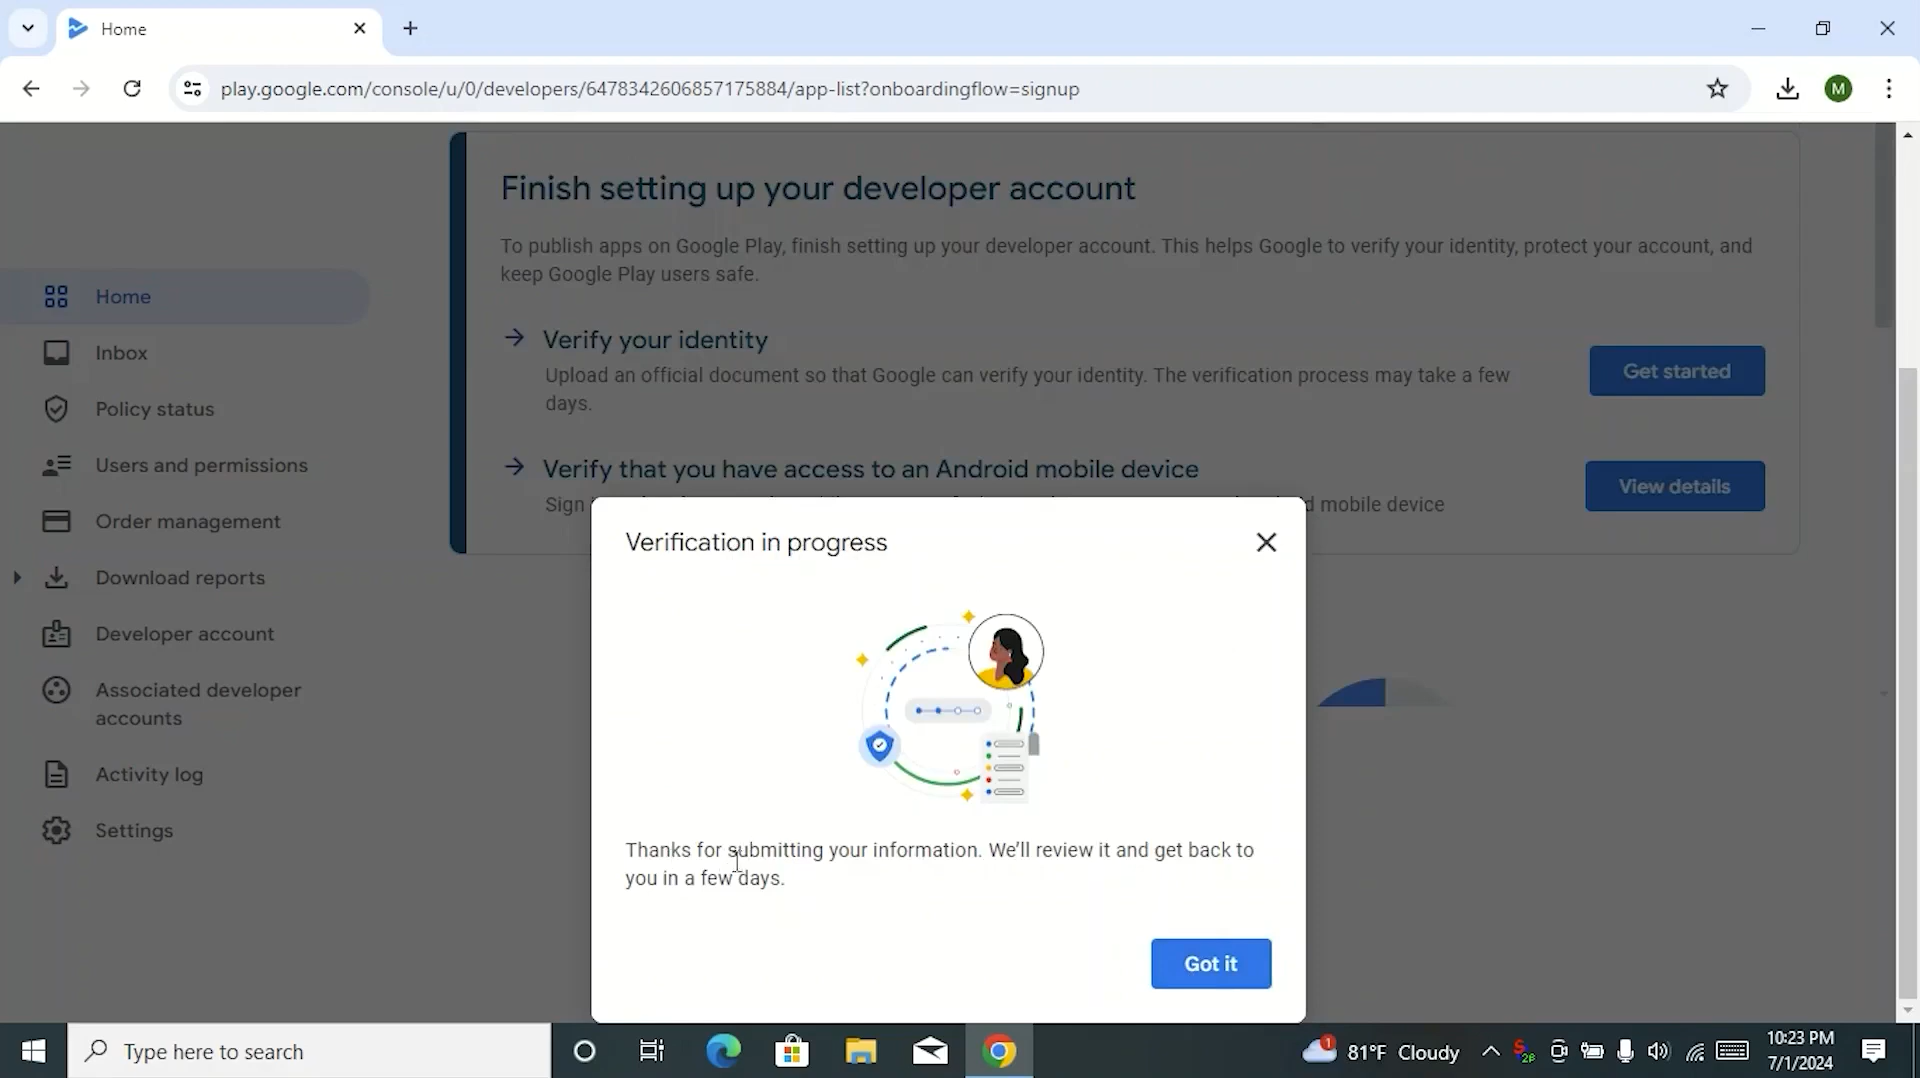 Home
play.google.com/console/u/0/developers/6478342606857175884/app-list?onboardingflow=signup
M
Finish setting up your developer account
To publish apps on Google Play, finish setting up your developer account. This helps Google to verify your identity, protect your account, and
keep Google Play users safe.
Home
Inbox
Policy status
Users and permissions
Order management
Download reports
Developer account
Associated developer
accounts
Activity log
Settings
Verify your identity
Upload an official document so that Google can verify your identity. The verification process may take a few
days.
Get started
Verify that you have access to an Android mobile device
Sign
mobile device
View details
Verification in progress
Thanks for submitting your information. We'll review it and get back to
you in a few days.
Got it
Type here to search
1
81°F Cloudy
10:23 PM
7/1/2024